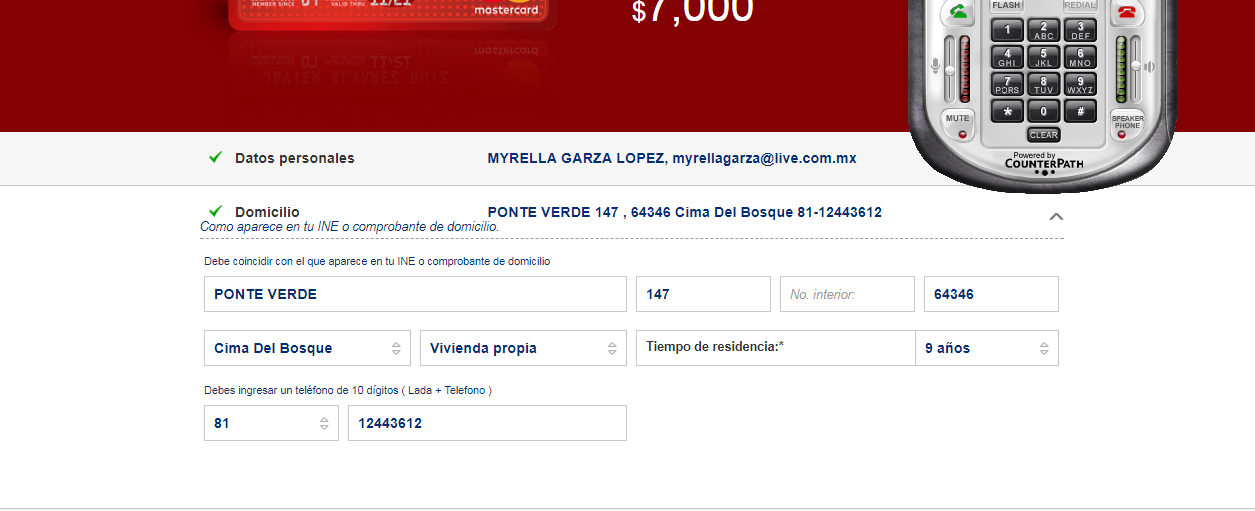 MEMBER SINCE 01 VALID THRU 11/21
mastercard
$7,000
mastercard
JAVIER ALVAREZ RUIZ
FLASH REDIAL
1 2 ABC 3 DEF
4 GHI 5 JKL 6 MNO
7 PQRS 8 TUV 9 WXYZ
* 0 #
MUTE CLEAR SPEAKER PHONE
Powered by
COUNTERPATH
Datos personales MYRELLA GARZA LOPEZ, myrellagarza@live.com.mx
Domicilio PONTE VERDE 147 , 64346 Cima Del Bosque 81-12443612
Como aparece en tu INE o comprobante de domicilio.
Debe coincidir con el que aparece en tu INE o comprobante de domicilio
PONTE VERDE 147 No. interior: 64346
Cima Del Bosque Vivienda propia Tiempo de residencia:* 9 años
Debes ingresar un teléfono de 10 dígitos ( Lada + Telefono )
81 12443612